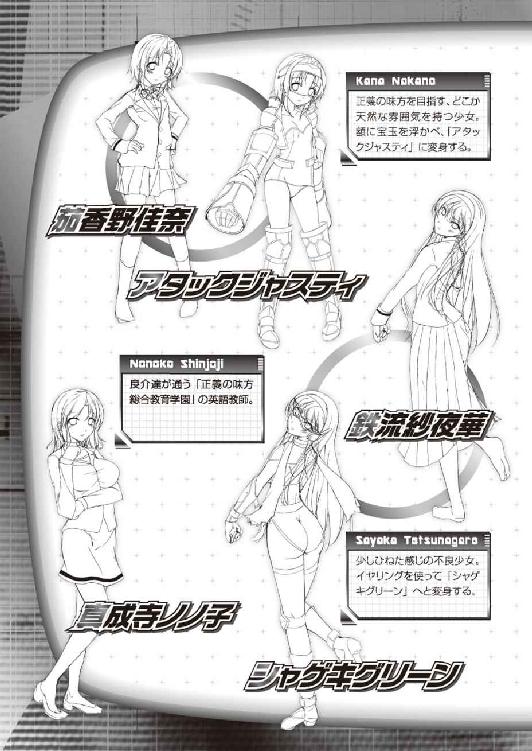 Kana Nakano
正義の味方を目指す、どこか
天然な雰囲気を持つ少女。
額に宝玉を浮かべ、「アタッ
クジャスティ」に変身する。
茄香野佳奈
アタックジャスティ
Nonoko Shinjoji
良介達が通う「正義の味方
総合教育学園」の英語教師。
鉄流紗夜華
Sayaka Tetsunagare
少しひねた感じの不良少女。
イヤリングを使って「シャゲ
キグリーン」へと変身する。
真成寺ノノ子
シャゲキグリーン